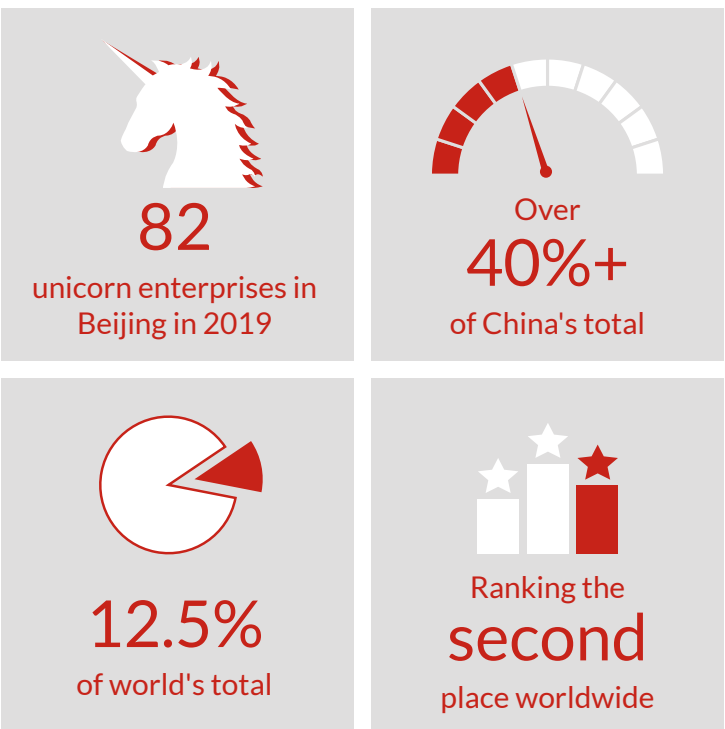 82
unicorn enterprises in
Beijing in 2019
Over
40%+
of China's total
12.5%
of world's total
Ranking the
second
place worldwide